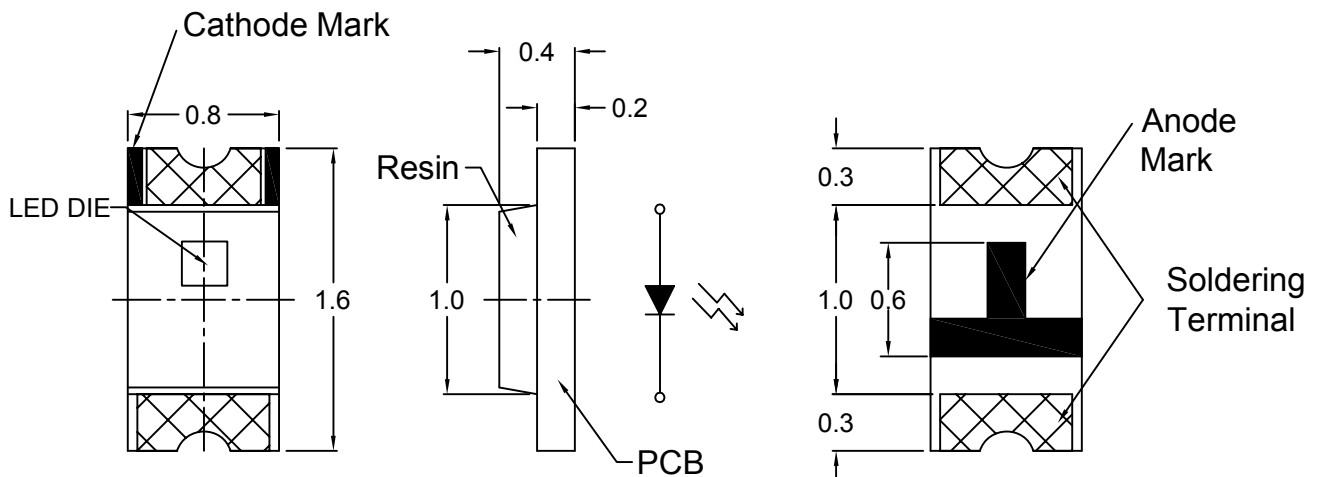 Cathode Mark
0.4
0.2
0.8
Anode
Mark
Resin
0.3
LED DIE
1.6
1.0
1.0
0.6
Soldering
Terminal
0.3
PCB